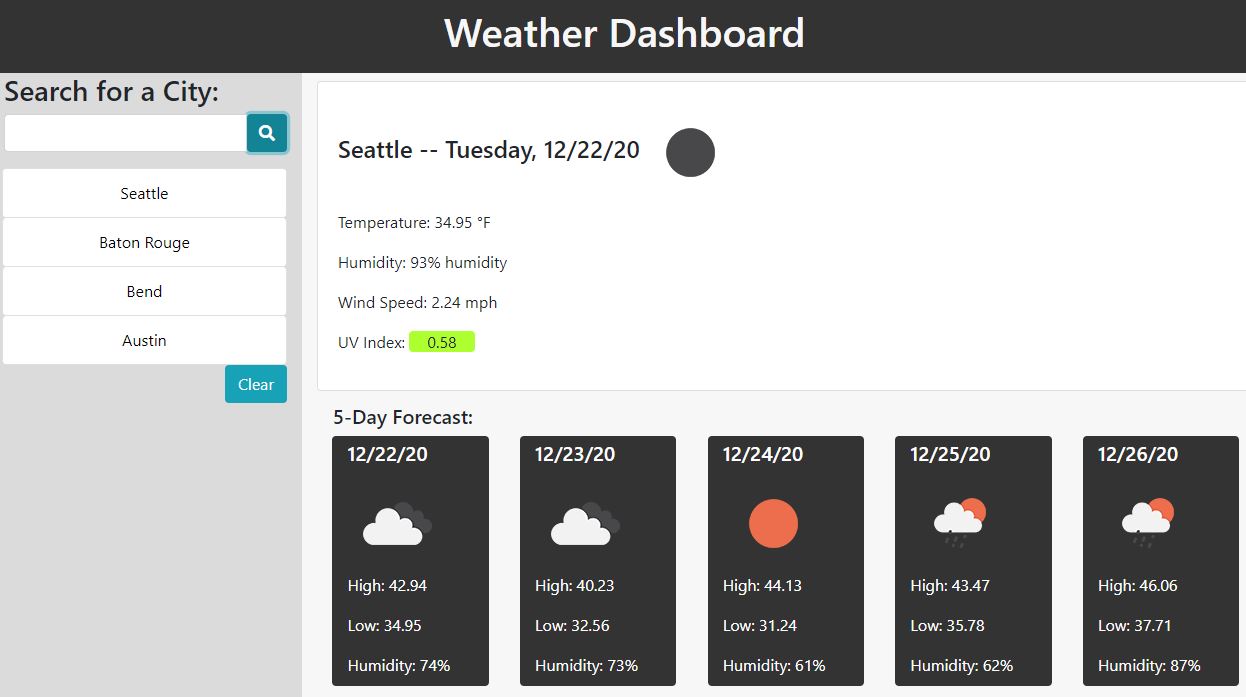 Weather Dashboard
Search for a City:
Seattle
Baton Rouge
Bend
Austin
Clear
Seattle -- Tuesday, 12/22/20
Temperature: 34.95 °F
Humidity: 93% humidity
Wind Speed: 2.24 mph
UV Index: 0.58
5-Day Forecast:
12/22/20
High: 42.94
Low: 34.95
Humidity: 74%
12/23/20
High: 40.23
Low: 32.56
Humidity: 73%
12/24/20
High: 44.13
Low: 31.24
Humidity: 61%
12/25/20
High: 43.47
Low: 35.78
Humidity: 62%
12/26/20
High: 46.06
Low: 37.71
Humidity: 87%